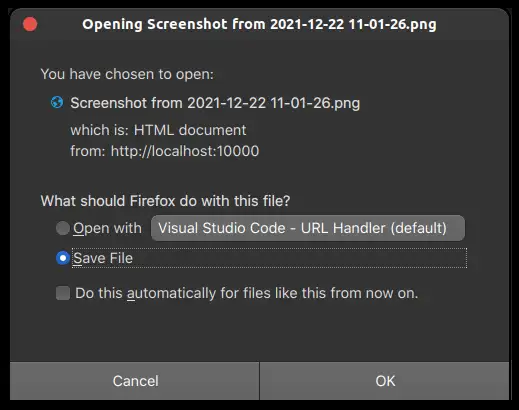 Opening Screenshot from 2021-12-22 11-01-26.png
You have chosen to open:
Screenshot from 2021-12-22 11-01-26.png
which is: HTML document
from: http://localhost:10000
What should Firefox do with this file?
Open with Visual Studio Code - URL Handler (default)
Save File
Do this automatically for files like this from now on.
Cancel OK